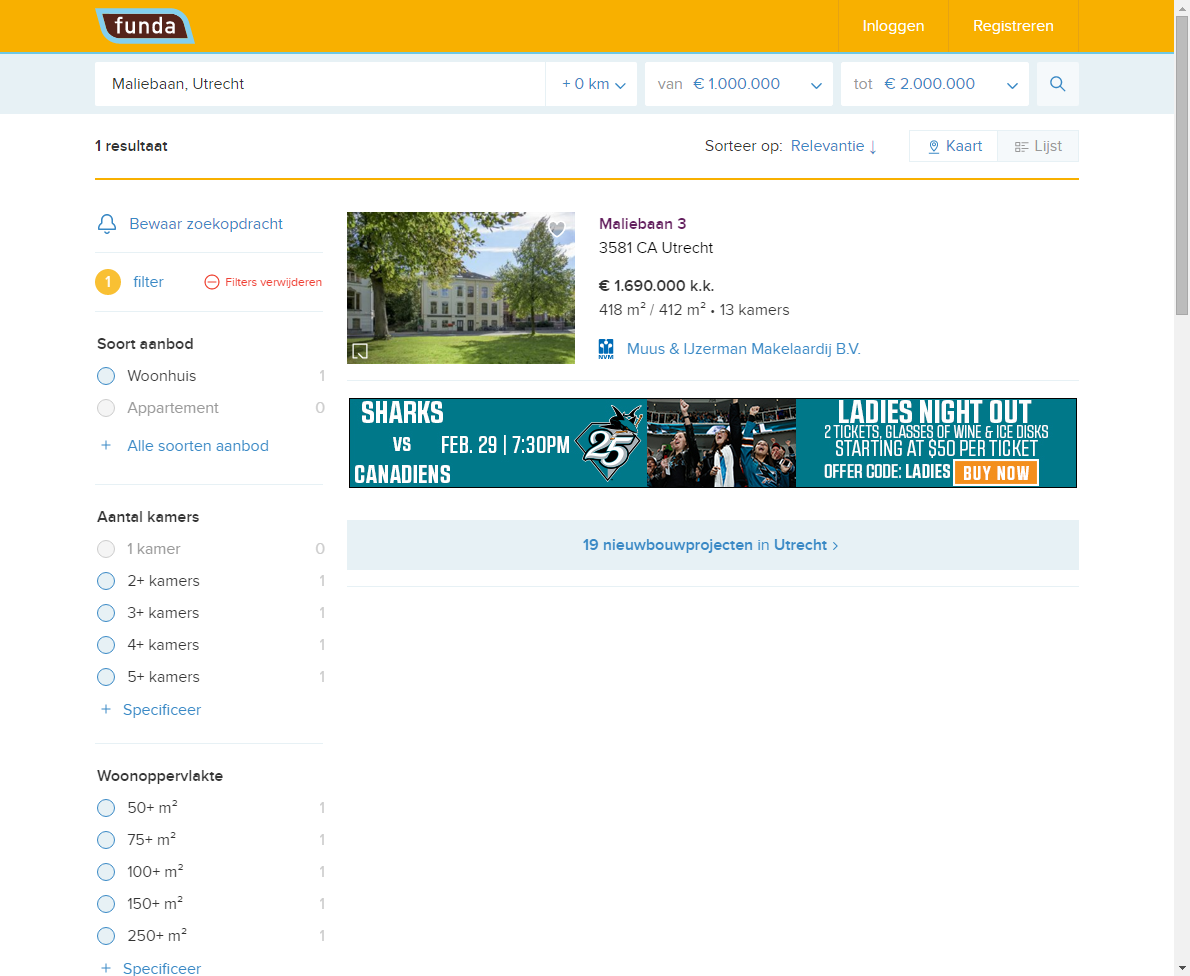 funda
Inloggen
Registreren
Maliebaan, Utrecht
+ 0 km
van € 1.000.000
tot € 2.000.000
1 resultaat
Sorteer op: Relevantie ↓
Kaart
Lijst
Bewaar zoekopdracht
1 filter
Filters verwijderen
Soort aanbod
Woonhuis 1
Appartement 0
+ Alle soorten aanbod
Aantal kamers
1 kamer 0
2+ kamers 1
3+ kamers 1
4+ kamers 1
5+ kamers 1
+ Specificeer
Woonoppervlakte
50+ m² 1
75+ m² 1
100+ m² 1
150+ m² 1
250+ m² 1
+ Specificeer
Maliebaan 3
3581 CA Utrecht
€ 1.690.000 k.k.
418 m² / 412 m² • 13 kamers
NVM
Muus & IJzerman Makelaardij B.V.
SHARKS
VS
CANADIENS
FEB. 29 | 7:30PM
25
LADIES NIGHT OUT
2 TICKETS, GLASSES OF WINE & ICE DISKS
STARTING AT $50 PER TICKET
OFFER CODE: LADIES BUY NOW
19 nieuwbouwprojecten in Utrecht ›